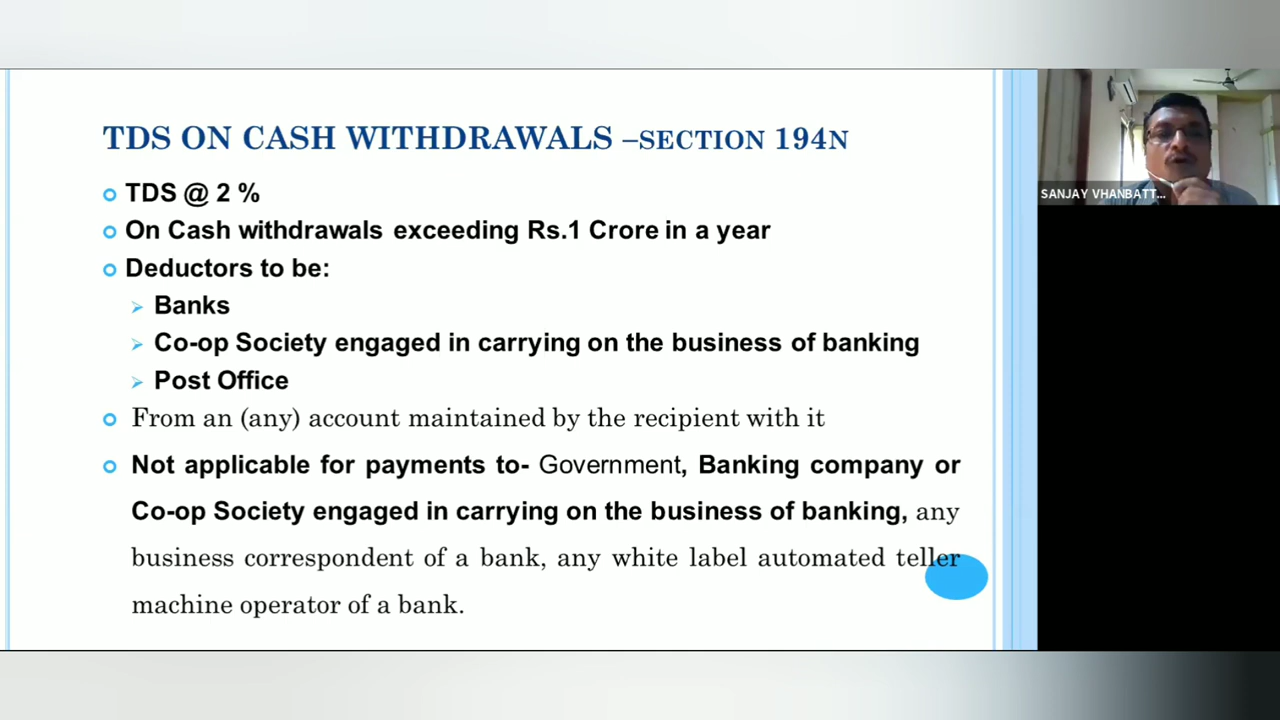 TDS ON CASH WITHDRAWALS –SECTION 194N
TDS @ 2 %
On Cash withdrawals exceeding Rs.1 Crore in a year
Deductors to be:
Banks
Co-op Society engaged in carrying on the business of banking
Post Office
From an (any) account maintained by the recipient with it
Not applicable for payments to- Government, Banking company or
Co-op Society engaged in carrying on the business of banking, any
business correspondent of a bank, any white label automated teller
machine operator of a bank.
SANJAY VHANBATT...